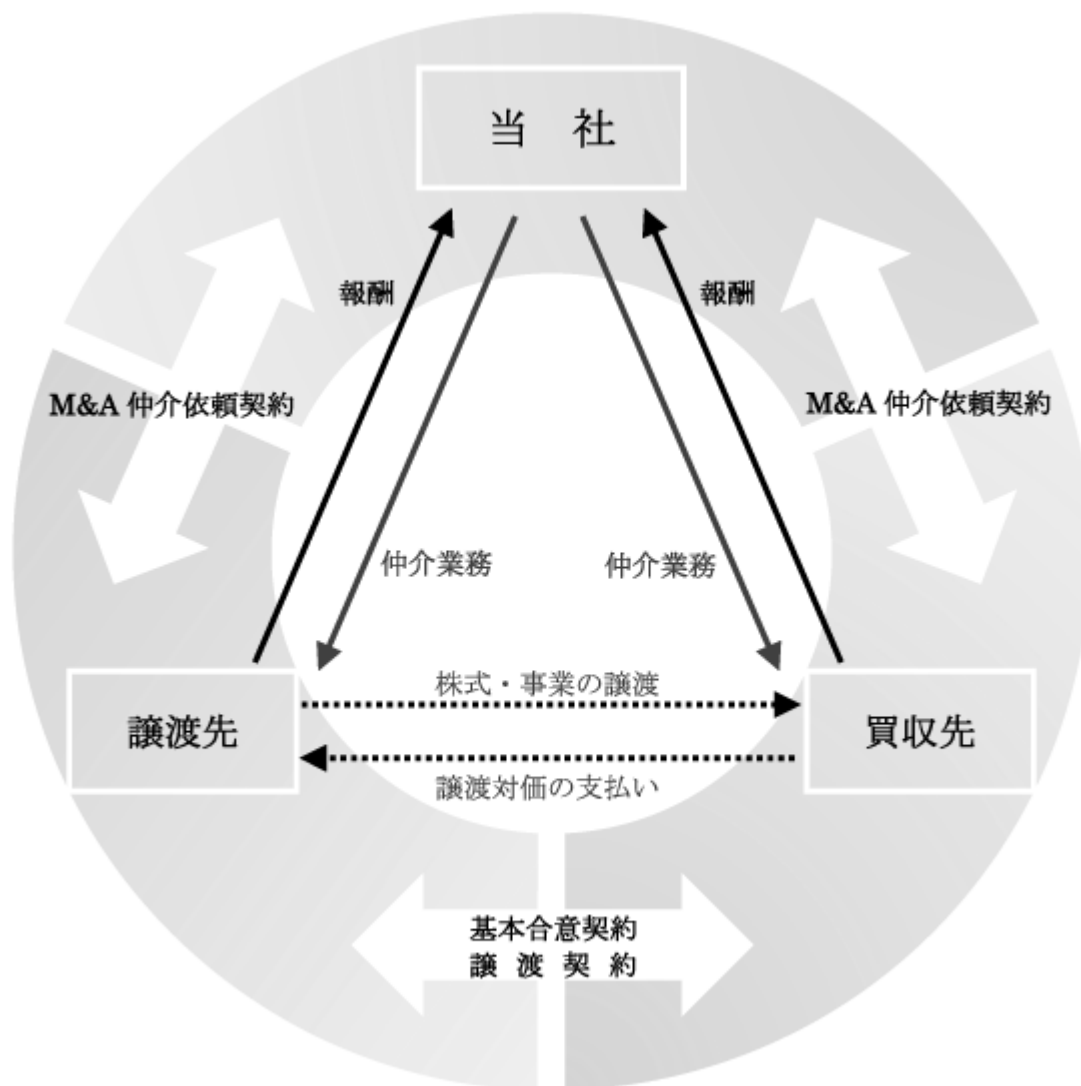 当　社
報酬
報酬
M&A 仲介依頼契約
M&A 仲介依頼契約
仲介業務
仲介業務
株式・事業の譲渡
譲渡先
買収先
譲渡対価の支払い
基本合意契約
譲 渡 契 約